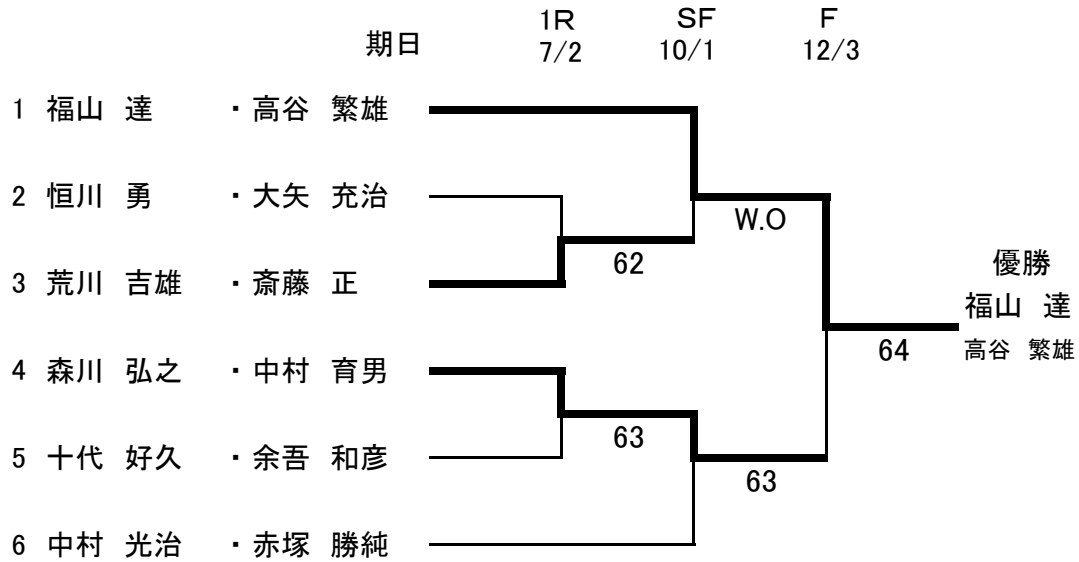 1R SF F
期日 7/2 10/1 12/3
1 福山 達 ・高谷 繁雄
2 恒川 勇 ・大矢 充治
W.O
62
3 荒川 吉雄 ・斎藤 正
優勝
福山 達
64 高谷 繁雄
4 森川 弘之 ・中村 育男
63
5 十代 好久 ・余吾 和彦
63
6 中村 光治 ・赤塚 勝純